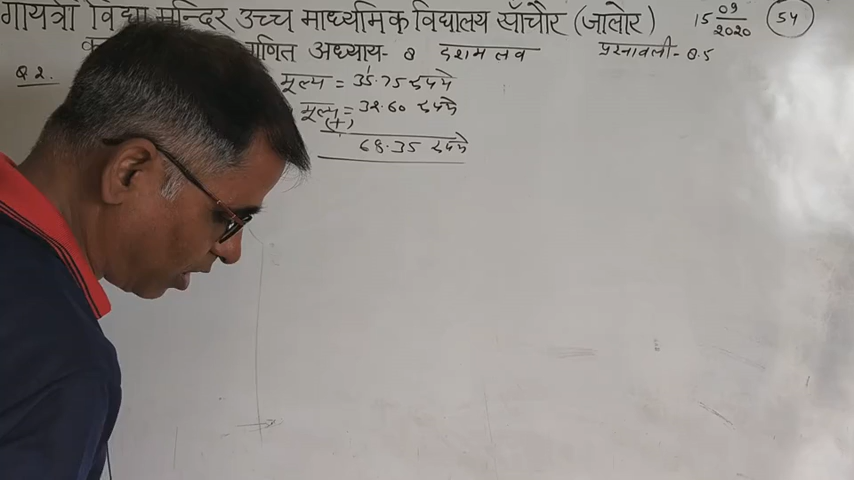 गायत्री विद्या मन्दिर उच्च माध्यमिक विद्यालय साँचौर (जालोर) 15/09/2020 54
गणित अध्याय- 8 दशमलव प्रश्नावली- 8.5
Q 2. मूल्य = 35.75 रुपये
मूल्य = 32.60 रुपये
(+)
68.35 रुपये